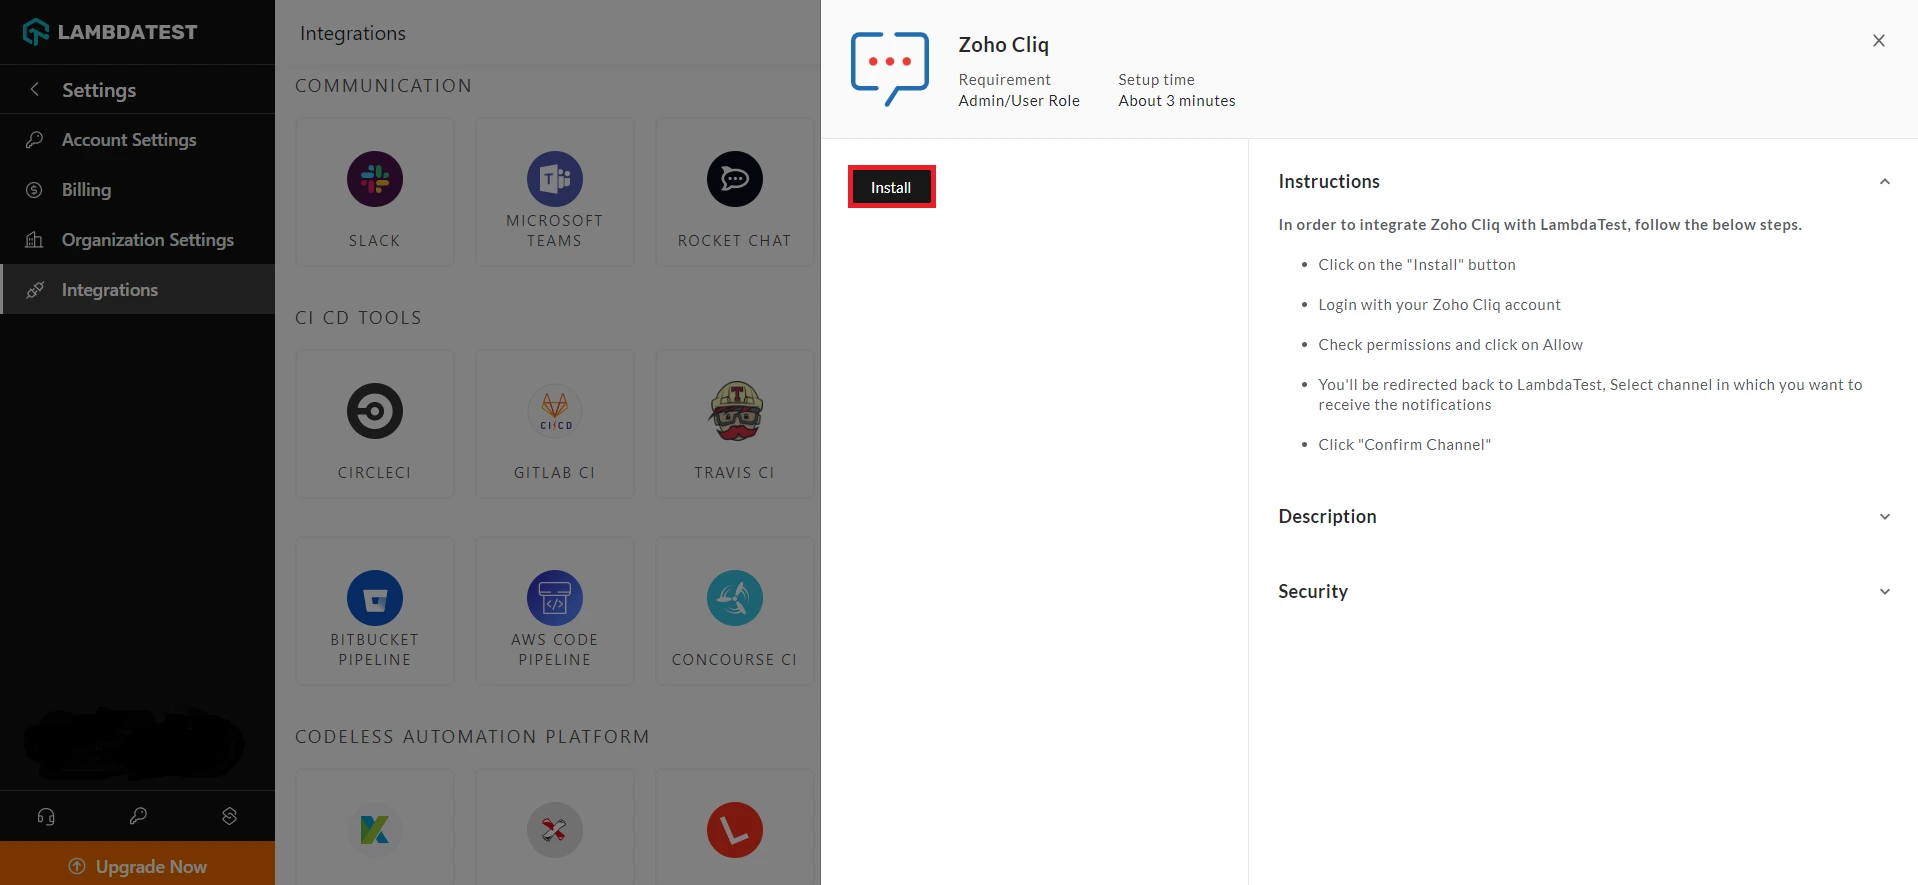 LAMBDATEST
Settings
Account Settings
Billing
Organization Settings
Integrations
Upgrade Now
Integrations
COMMUNICATION
SLACK
MICROSOFT
TEAMS
ROCKET CHAT
CI CD TOOLS
CIRCLECI
CI CD
GITLAB CI
TRAVIS CI
BITBUCKET
PIPELINE
AWS CODE
PIPELINE
CONCOURSE CI
CODELESS AUTOMATION PLATFORM
Zoho Cliq
Requirement
Admin/User Role
Setup time
About 3 minutes
Install
Instructions
In order to integrate Zoho Cliq with LambdaTest, follow the below steps.
• Click on the "Install" button
• Login with your Zoho Cliq account
• Check permissions and click on Allow
• You'll be redirected back to LambdaTest, Select channel in which you want to
receive the notifications
• Click "Confirm Channel"
Description
Security